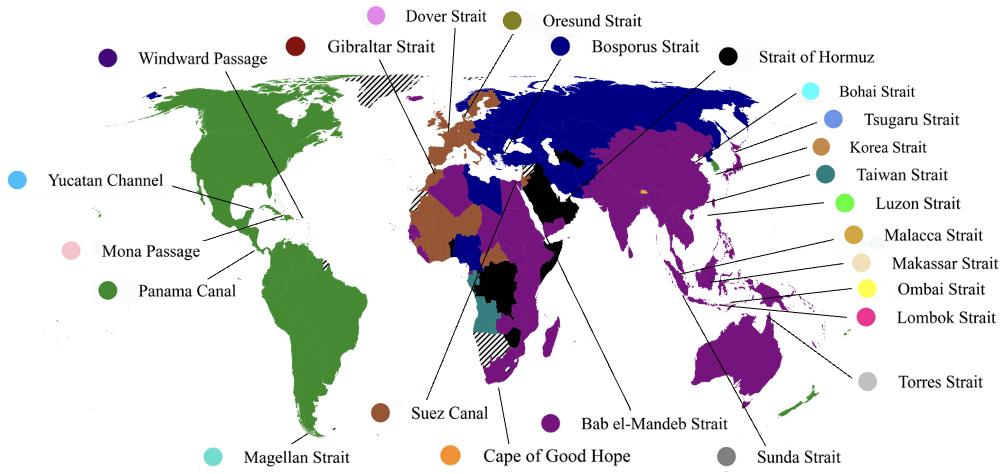 Dover Strait
Oresund Strait
Gibraltar Strait
Bosporus Strait
Windward Passage
Strait of Hormuz
Bohai Strait
Tsugaru Strait
Korea Strait
Yucatan Channel
Taiwan Strait
Luzon Strait
Malacca Strait
Mona Passage
Makassar Strait
Panama Canal
Ombai Strait
Lombok Strait
Torres Strait
Suez Canal
Bab el-Mandeb Strait
Magellan Strait
Cape of Good Hope
Sunda Strait